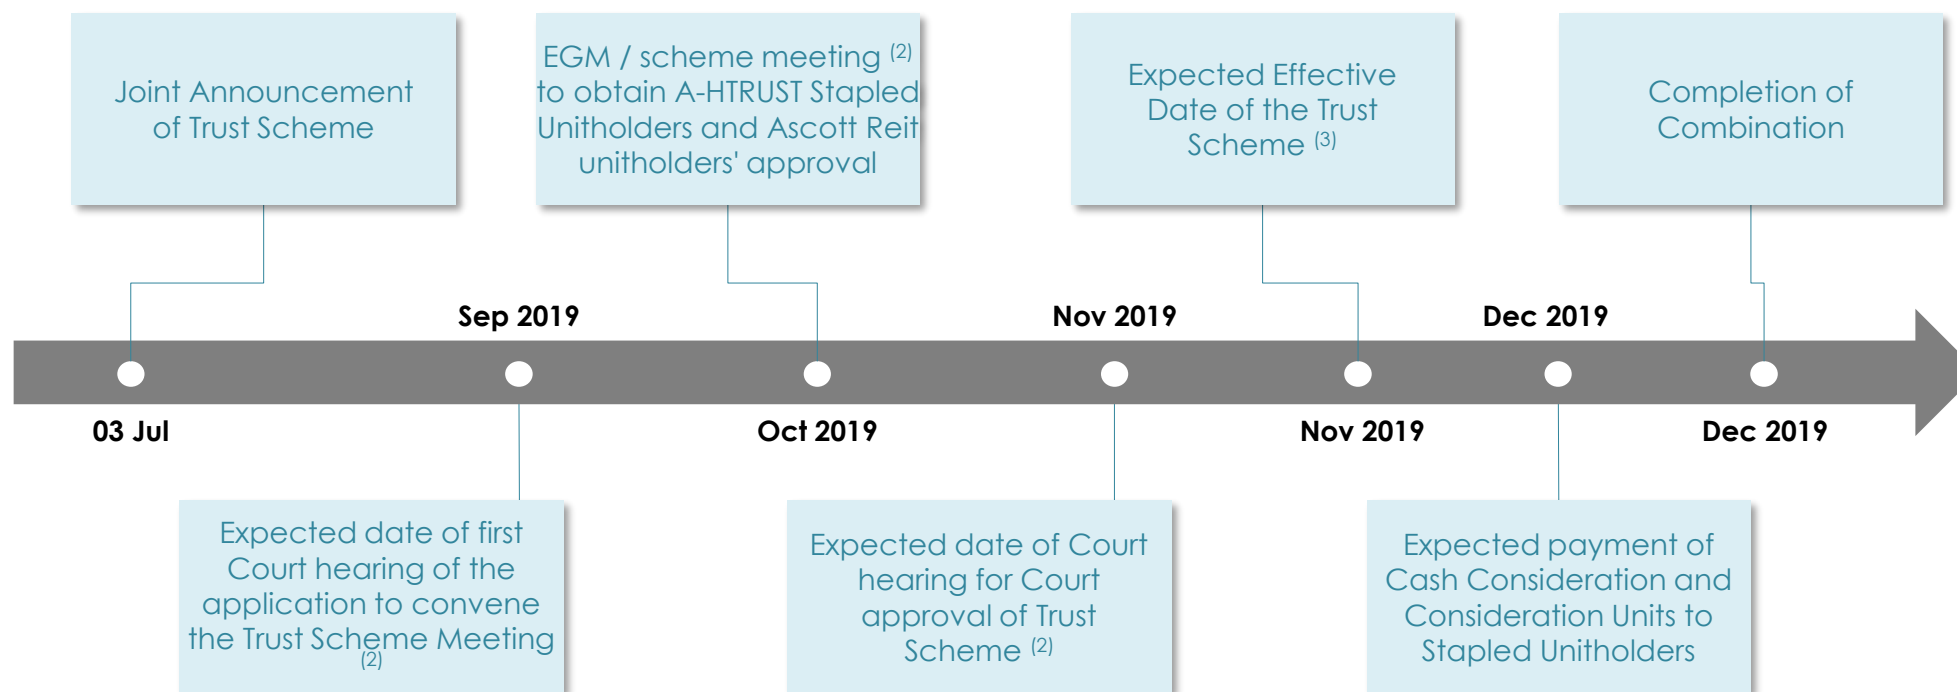 Joint Announcement
of Trust Scheme
EGM / scheme meeting (2)
to obtain A-HTRUST Stapled
Unitholders and Ascott Reit
unitholders' approval
Expected Effective
Date of the Trust
Scheme (3)
Completion of
Combination
Sep 2019
Nov 2019
Dec 2019
03 Jul
Oct 2019
Nov 2019
Dec 2019
Expected date of first
Court hearing of the
application to convene
the Trust Scheme Meeting
(2)
Expected date of Court
hearing for Court
approval of Trust
Scheme (2)
Expected payment of
Cash Consideration and
Consideration Units to
Stapled Unitholders